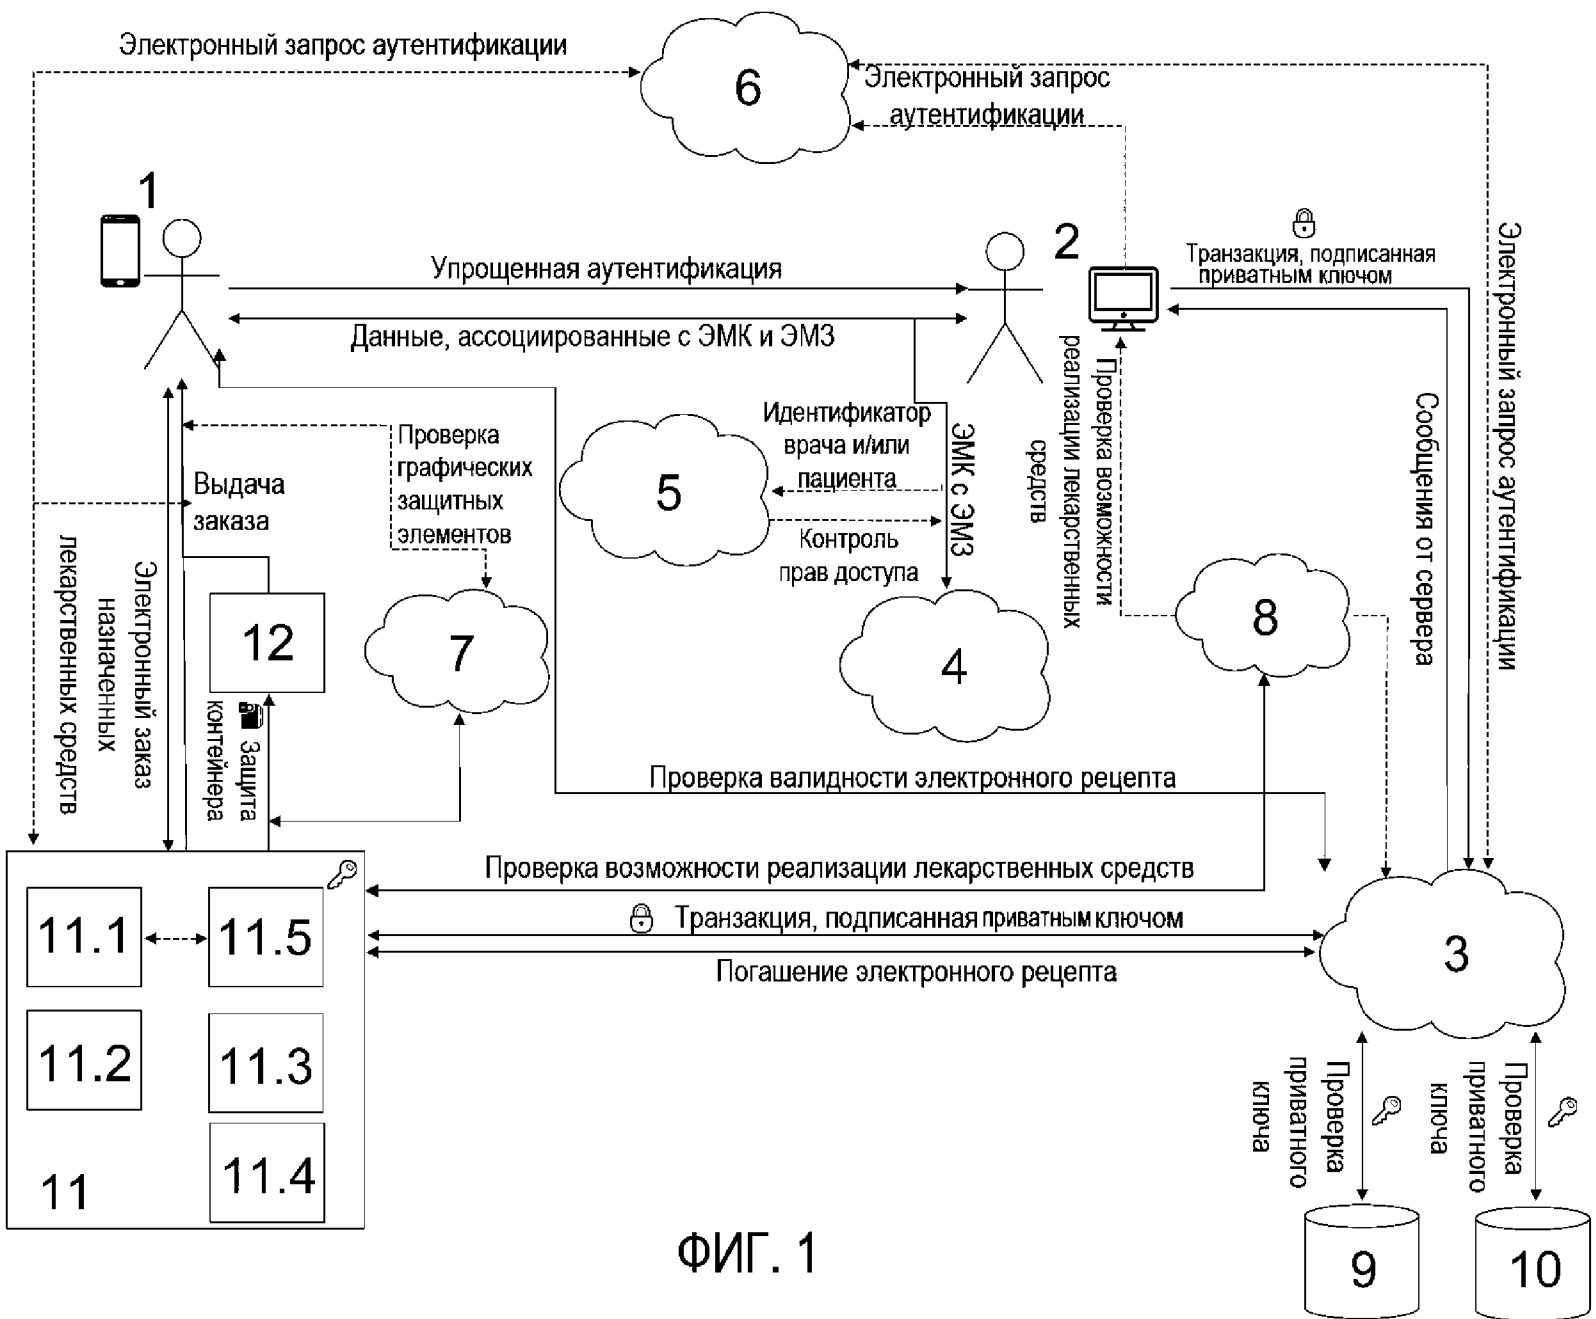 Электронный запрос аутентификации
6
Электронный запрос
аутентификации
1
2
Транзакция, подписанная
приватным ключом
Упрощенная аутентификация
Данные, ассоциированные с ЭМК и ЭМЗ
Электронный запрос аутентификации
Проверка возможности
реализации лекарственных
средств
Сообщения от сервера
Идентификатор
врача и/или
пациента
5
ЭМК с ЭМЗ
Контроль
прав доступа
Проверка
графических
защитных
элементов
Выдача
заказа
Электронный заказ
назначенных
лекарственных средств
12
7
4
8
Защита
контейнера
Проверка валидности электронного рецепта
Проверка возможности реализации лекарственных средств
Транзакция, подписанная приватным ключом
Погашение электронного рецепта
11.1
11.5
11.2
11.3
11.4
11
3
Проверка
приватного
ключа
Проверка
приватного
ключа
9
10
ФИГ. 1